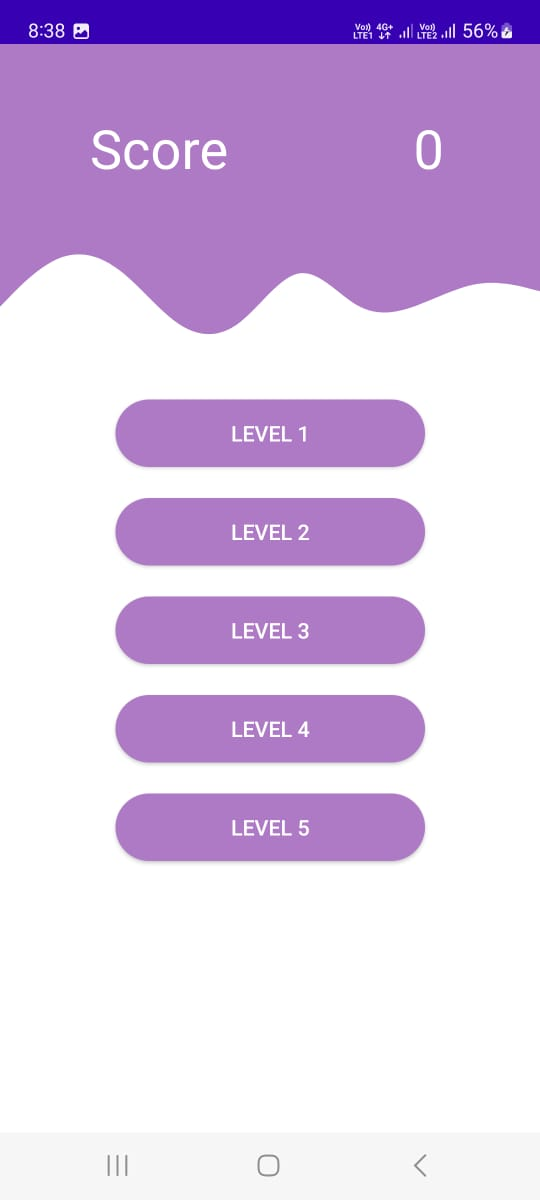 8:38 Vo)) LTE1 4G+ Vo)) LTE2 56%
Score 0
LEVEL 1
LEVEL 2
LEVEL 3
LEVEL 4
LEVEL 5